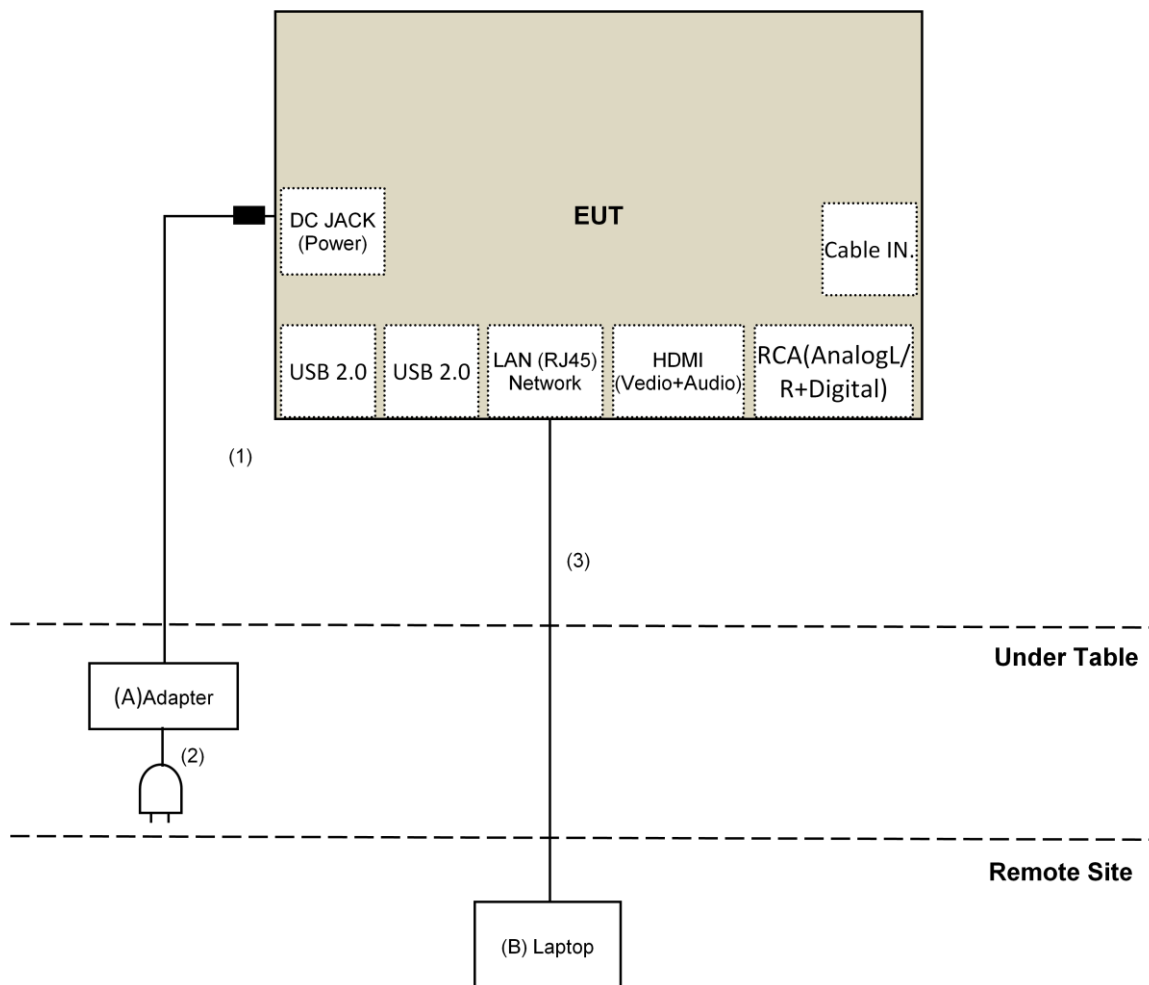 DC JACK
(Power)
EUT
Cable IN.
USB 2.0
USB 2.0
LAN (RJ45)
Network
HDMI
(Vedio+Audio)
RCA(AnalogL/
R+Digital)
(1)
(3)
Under Table
(A)Adapter
(2)
Remote Site
(B) Laptop